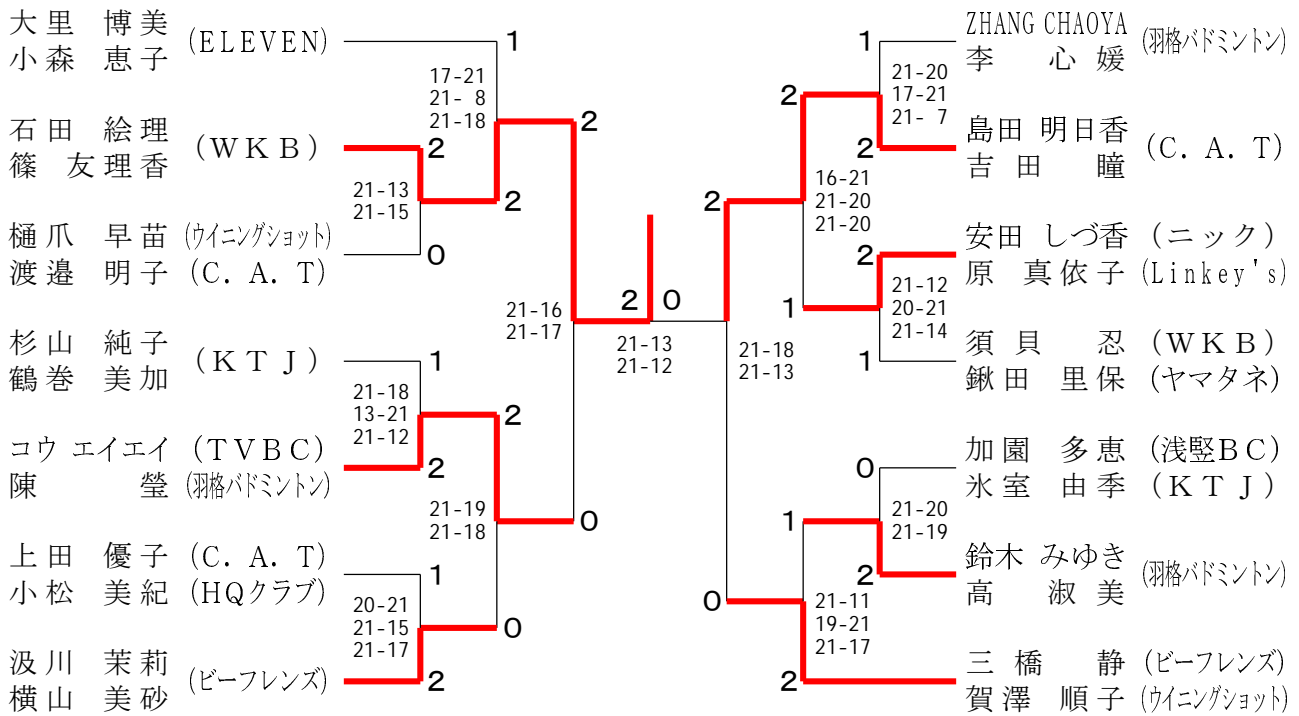 大里 博美 (ELEVEN)
小森 恵子
1
17-21
21- 8
21-18
2
石田 絵理 (WKB)
篠 友理香
2
21-13
21-15
2
樋爪 早苗 (ウイニングショット)
渡邉 明子 (C. A. T)
0
21-16
21-17
杉山 純子 (KTJ)
鶴巻 美加
1
21-18
13-21
21-12
2
コウ エイエイ (TVBC)
陳 瑩 (羽格バドミントン)
2
21-19
21-18
0
上田 優子 (C. A. T)
小松 美紀 (HQクラブ)
1
20-21
21-15
21-17
0
汲川 茉莉 (ビーフレンズ)
横山 美砂
2
2 0
21-13
21-12
ZHANG CHAOYA (羽格バドミントン)
李 心媛
1
21-20
17-21
21- 7
2
島田 明日香 (C. A. T)
吉田 瞳
2
16-21
21-20
21-20
2
安田 しづ香 (ニック)
原 真依子 (Linkey's)
2
21-12
20-21
21-14
1
須貝 忍 (WKB)
鍬田 里保 (ヤマタネ)
1
21-18
21-13
加園 多恵 (浅堅BC)
氷室 由季 (KTJ)
0
21-20
21-19
1
鈴木 みゆき (羽格バドミントン)
高 淑美
2
0
21-11
19-21
21-17
三橋 静 (ビーフレンズ)
賀澤 順子 (ウイニングショット)
2